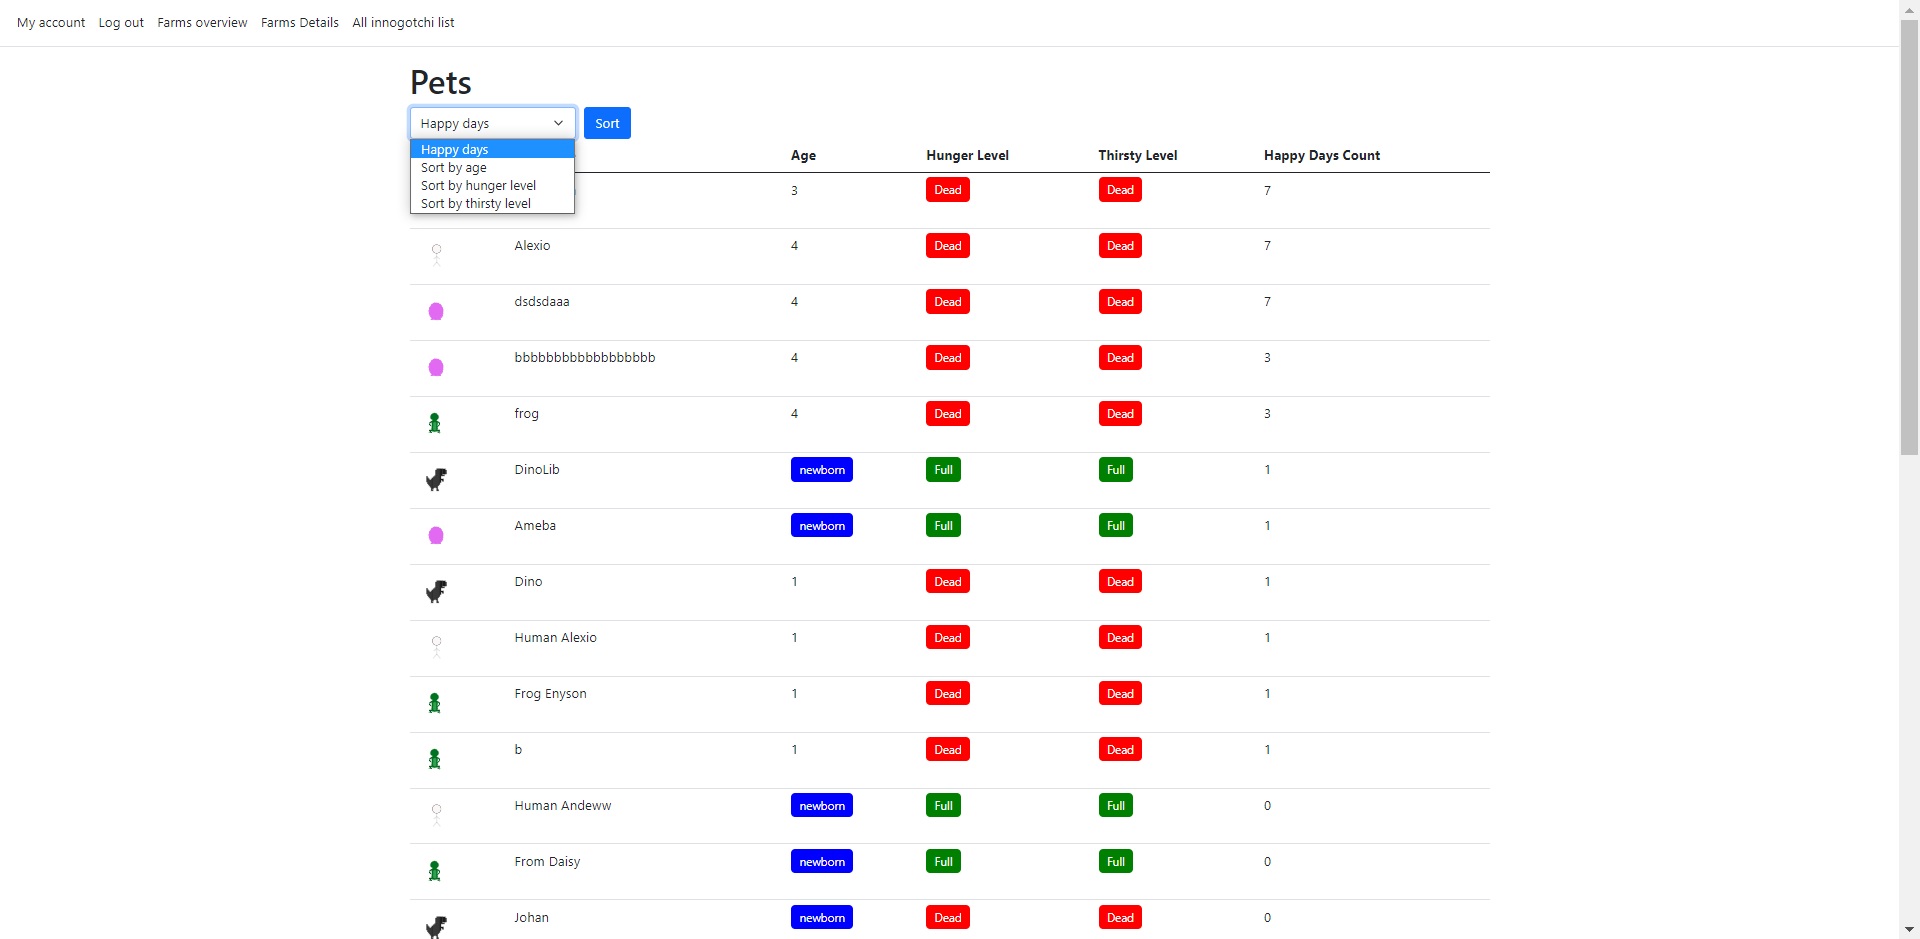 My account Log out Farms overview Farms Details All innogotchi list
Pets
Happy days Sort
Happy days
Sort by age
Sort by hunger level
Sort by thirsty level
Age Hunger Level Thirsty Level Happy Days Count
3 Dead Dead 7
Alexio 4 Dead Dead 7
dsdsdaaa 4 Dead Dead 7
bbbbbbbbbbbbbbbbbb 4 Dead Dead 3
frog 4 Dead Dead 3
DinoLib newborn Full Full 1
Ameba newborn Full Full 1
Dino 1 Dead Dead 1
Human Alexio 1 Dead Dead 1
Frog Enyson 1 Dead Dead 1
b 1 Dead Dead 1
Human Andeww newborn Full Full 0
From Daisy newborn Full Full 0
Johan newborn Dead Dead 0